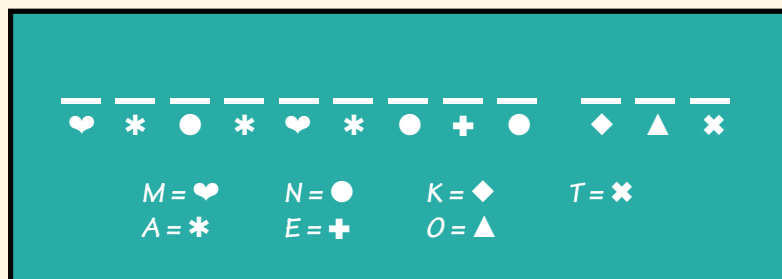 M = ❤ N = ● K = ◆ T = ✖
A = ✱ E = ✚ O = ▲